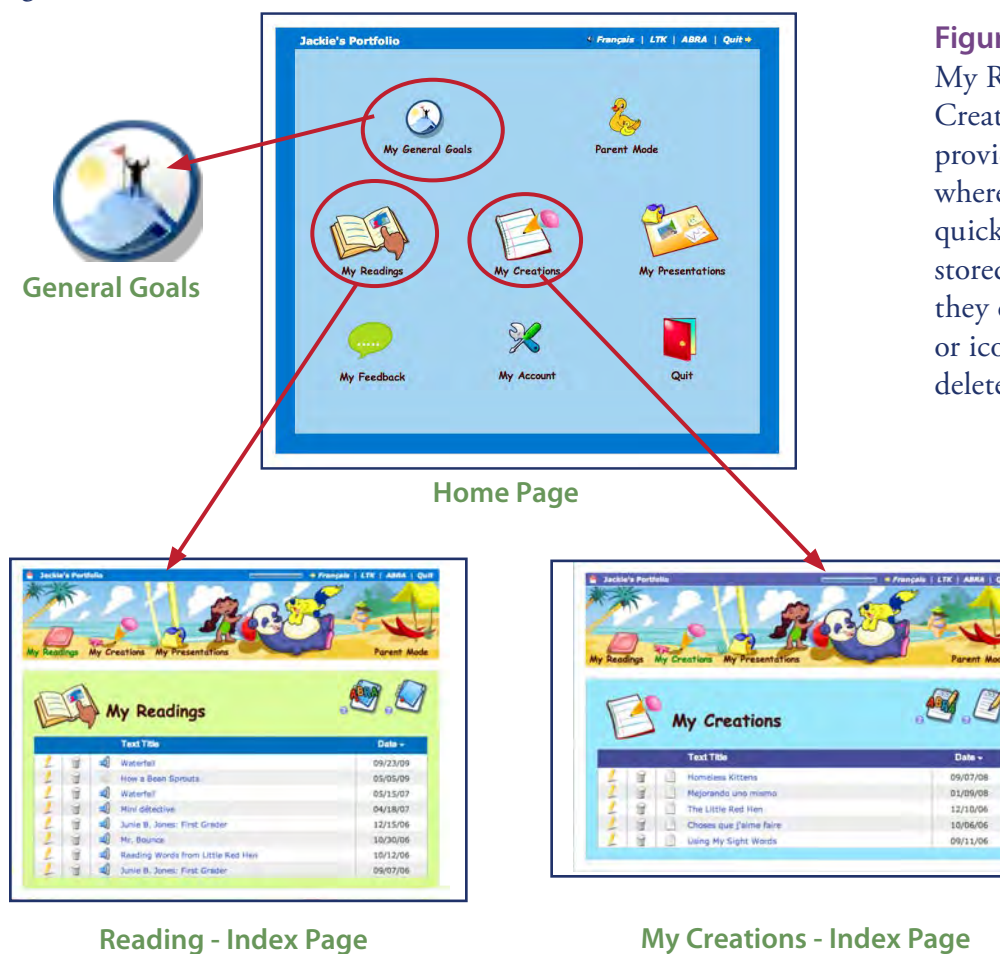 Jackie's Portfolio
Français | LTK | ABRA | Quit
My General Goals
Parent Mode
My Readings
My Creations
My Presentations
My Feedback
My Account
Quit
General Goals
Home Page
Figur
My R
Creat
provi
where
quick
stored
they
or ico
delete
Jackie's Portfolio
Français | LTK | ABRA | Quit
My Readings My Creations My Presentations Parent Mode
ABRA
My Readings
Text Title Date
Waterfall 09/23/09
How a Bean Sprouts 05/05/09
Waterfall 05/15/07
Mini détective 04/18/07
Junie B. Jones: First Grader 12/15/06
Mr. Bounce 10/30/06
Reading Words from Little Red Hen 10/12/06
Junie B. Jones: First Grader 09/07/06
Reading - Index Page
Jackie's Portfolio
Français | LTK | ABRA
My Readings My Creations My Presentations Parent Mo
ABRA
My Creations
Text Title Date
Homeless Kittens 09/07/08
Mejorando uno mismo 01/09/08
The Little Red Hen 12/10/06
Choses que j'aime faire 10/06/06
Using My Sight Words 09/11/06
My Creations - Index Page